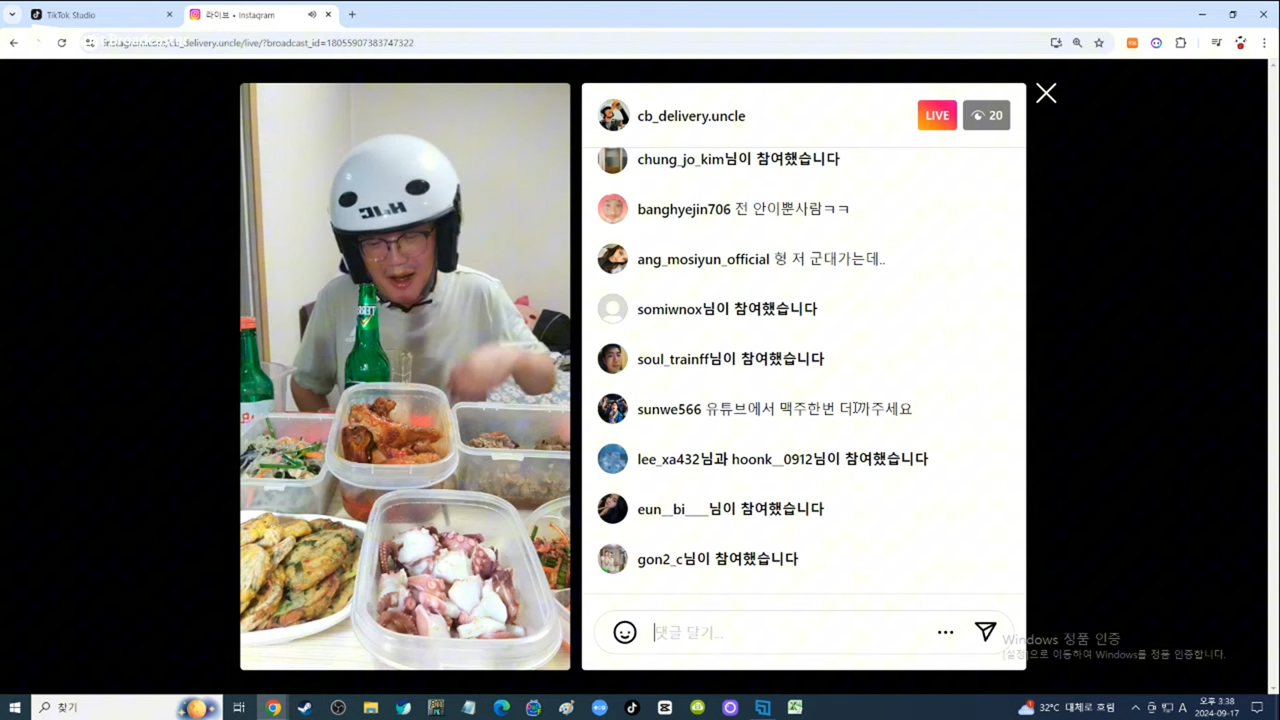 TikTok Studio
라이브 • Instagram
delivery.uncle/live/?broadcast_id=18055907383747322
cb_delivery.uncle
LIVE
20
chung_jo_kim님이 참여했습니다
banghyejin706 전 안이뿐사람ㅋㅋ
ang_mosiyun_official 형 저 군대가는데..
somiwnox님이 참여했습니다
soul_trainff님이 참여했습니다
sunwe566 유튜브에서 맥주한번 더까주세요
lee_xa432님과 hoonk__0912님이 참여했습니다
eun__bi___님이 참여했습니다
gon2_c님이 참여했습니다
댓글 달기...
HJC
TERRA
Windows 정품 인증
[설정]으로 이동하여 Windows를 정품 인증합니다.
찾기
32°C 대체로 흐림
A
오후 3:38
2024-09-17